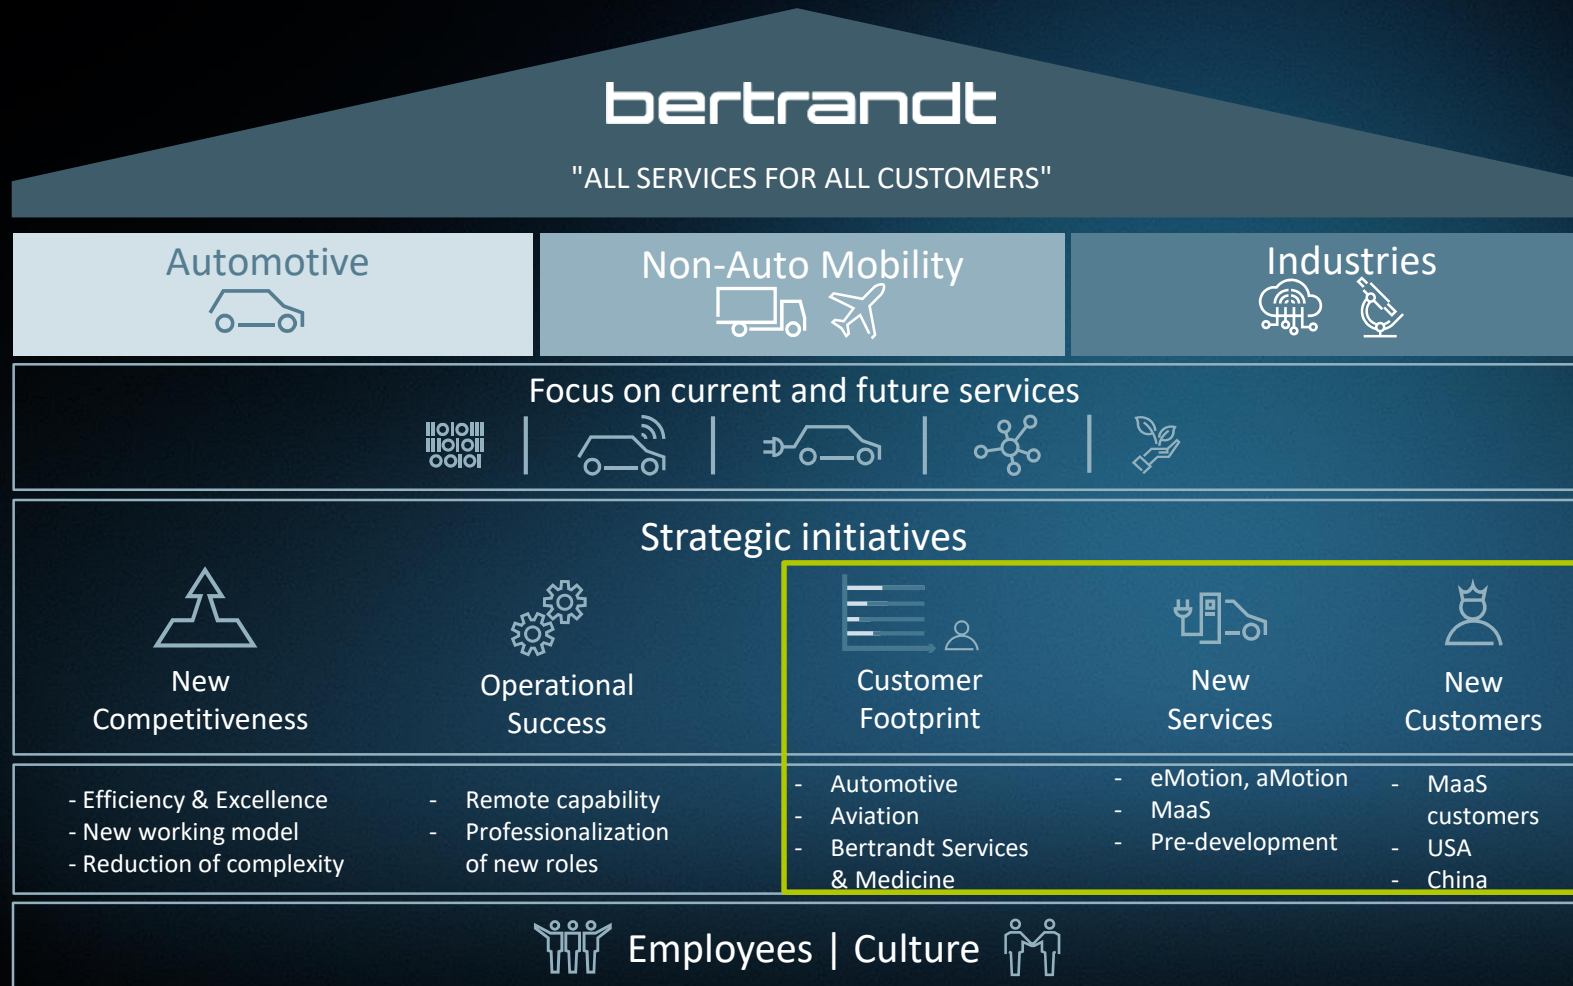 bertrandt
"ALL SERVICES FOR ALL CUSTOMERS"
Automotive
Non-Auto Mobility
Industries
Focus on current and future services
Strategic initiatives
New
Competitiveness
Operational
Success
Customer
Footprint
New
Services
New
Customers
- Efficiency & Excellence
- New working model
- Reduction of complexity
- Remote capability
- Professionalization
of new roles
- Automotive
- Aviation
- Bertrandt Services
& Medicine
- eMotion, aMotion
- MaaS
- Pre-development
- MaaS
customers
- USA
- China
Employees | Culture